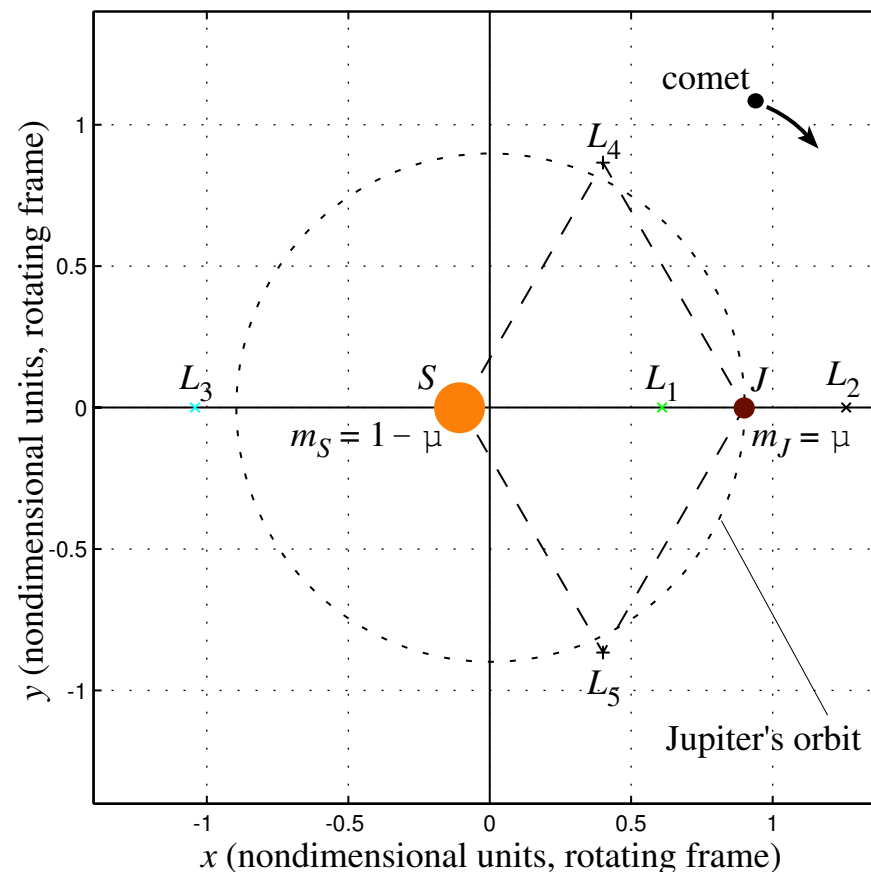 comet
1
L4
0.5
L3
S
L1
J
L2
0
mS = 1 − μ
mJ = μ
-0.5
L5
-1
Jupiter's orbit
-1
-0.5
0
0.5
1
x (nondimensional units, rotating frame)
y (nondimensional units, rotating frame)